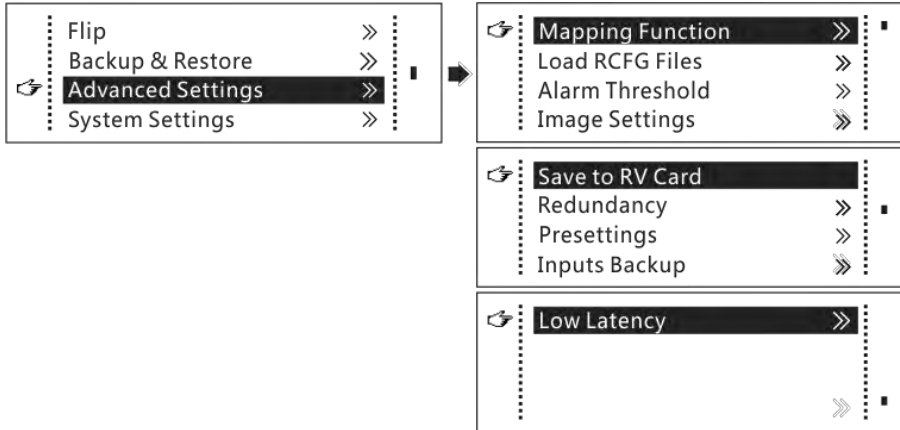 Flip
Backup & Restore
Advanced Settings
System Settings
Mapping Function
Load RCFG Files
Alarm Threshold
Image Settings
Save to RV Card
Redundancy
Presettings
Inputs Backup
Low Latency